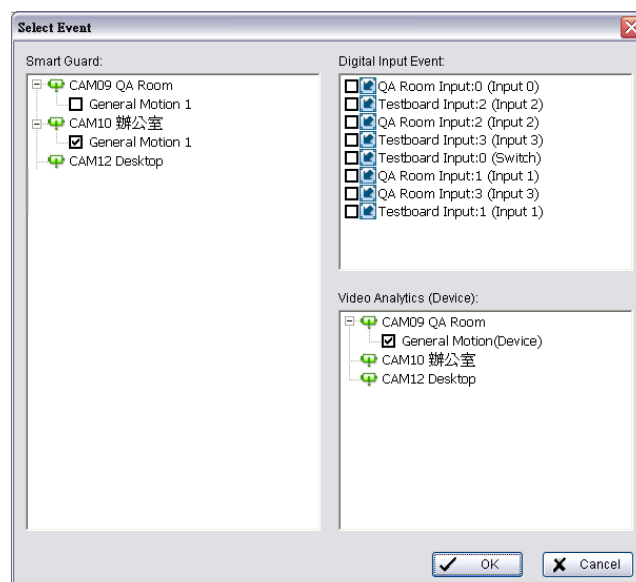 Select Event
Smart Guard:
CAM09 QA Room
General Motion 1
CAM10 辦公室
General Motion 1
CAM12 Desktop
Digital Input Event:
QA Room Input:0 (Input 0)
Testboard Input:2 (Input 2)
QA Room Input:2 (Input 2)
Testboard Input:3 (Input 3)
Testboard Input:0 (Switch)
QA Room Input:1 (Input 1)
QA Room Input:3 (Input 3)
Testboard Input:1 (Input 1)
Video Analytics (Device):
CAM09 QA Room
General Motion(Device)
CAM10 辦公室
CAM12 Desktop
OK
Cancel